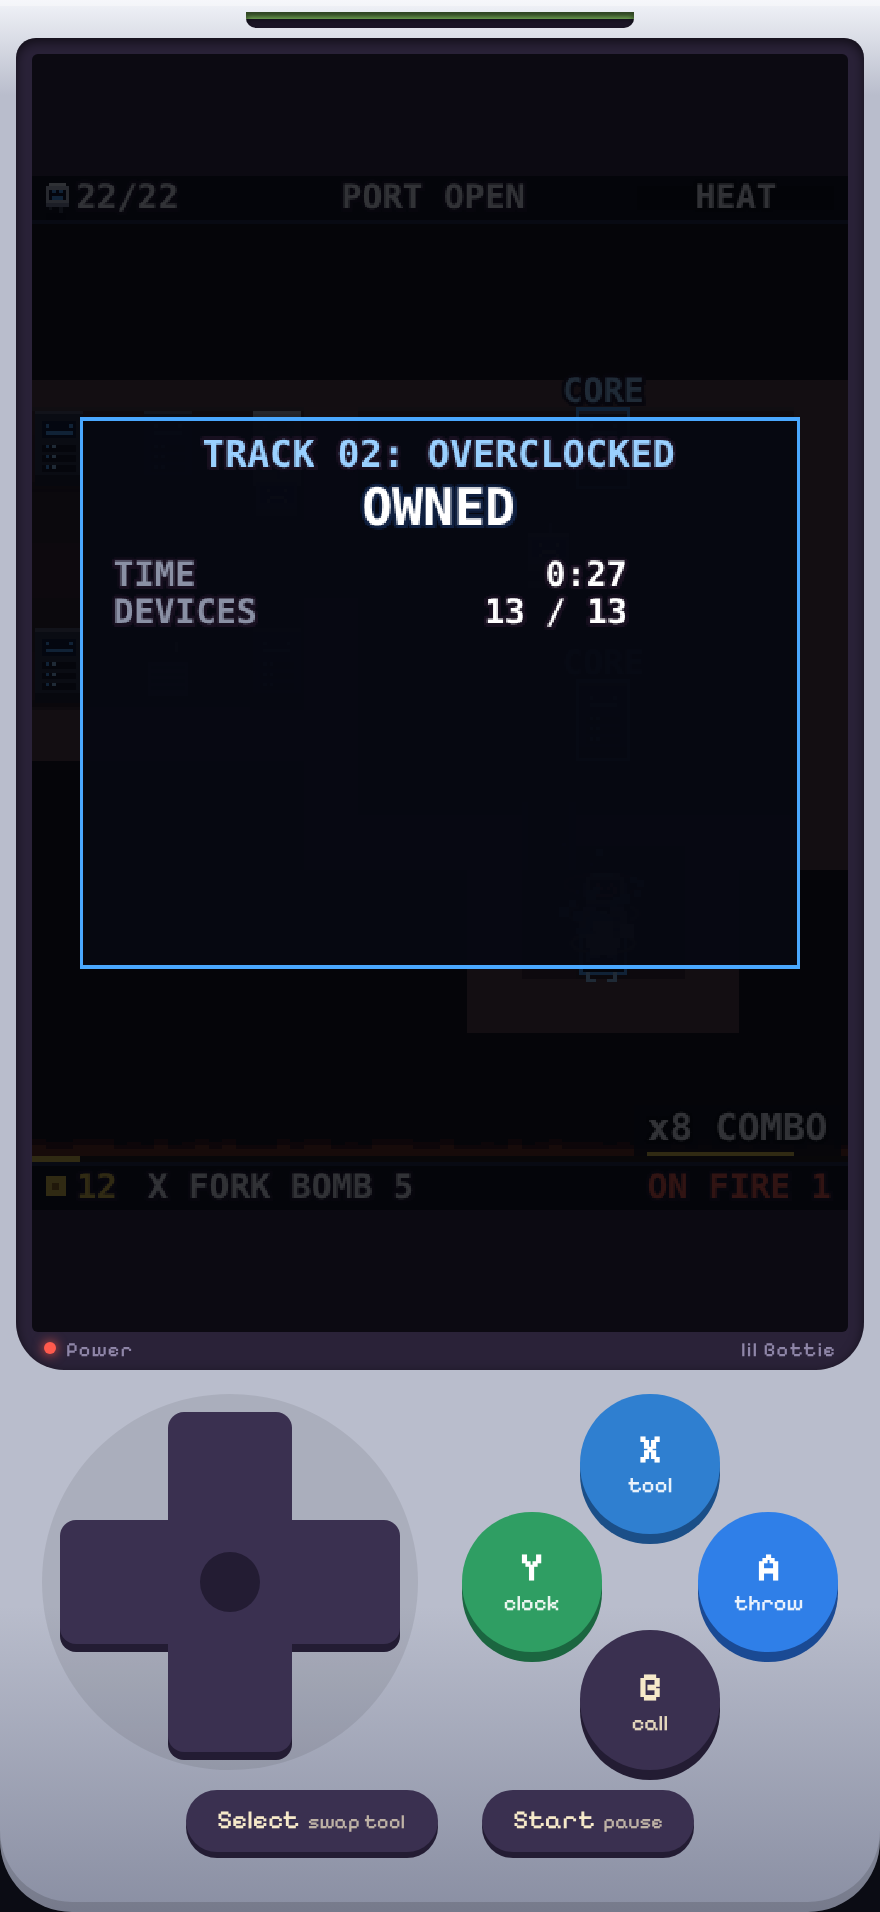 22/22 PORT OPEN HEAT
CORE
TRACK 02: OVERCLOCKED
OWNED
TIME 0:27
DEVICES 13 / 13
CORE
x8 COMBO
12 X FORK BOMB 5 ON FIRE 1
Power lil Bottie
X
tool
Y
clock
A
throw
B
call
Select swap tool
Start pause